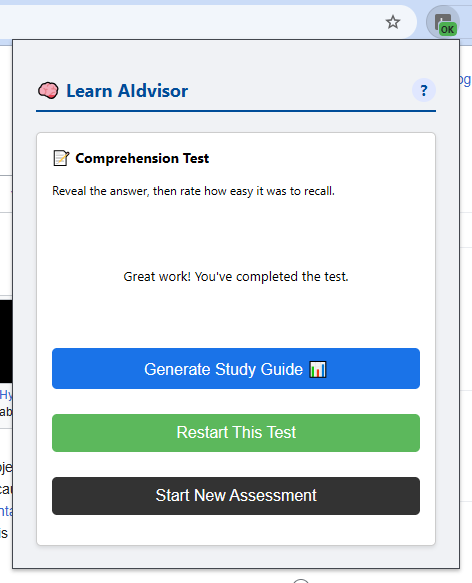 OK
Learn AIdvisor
?
Comprehension Test
Reveal the answer, then rate how easy it was to recall.
Great work! You've completed the test.
Generate Study Guide
Restart This Test
Start New Assessment